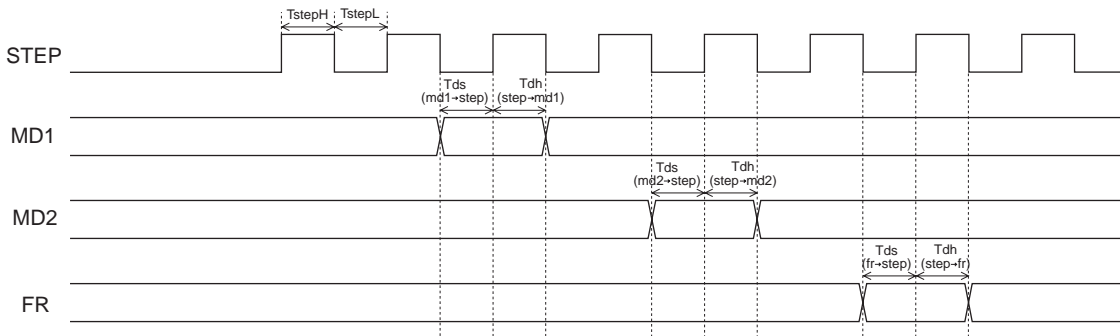 TstepH TstepL
STEP
Tds Tdh
(md1→step) (step→md1)
MD1
Tds Tdh
(md2→step) (step→md2)
MD2
Tds Tdh
(fr→step) (step→fr)
FR